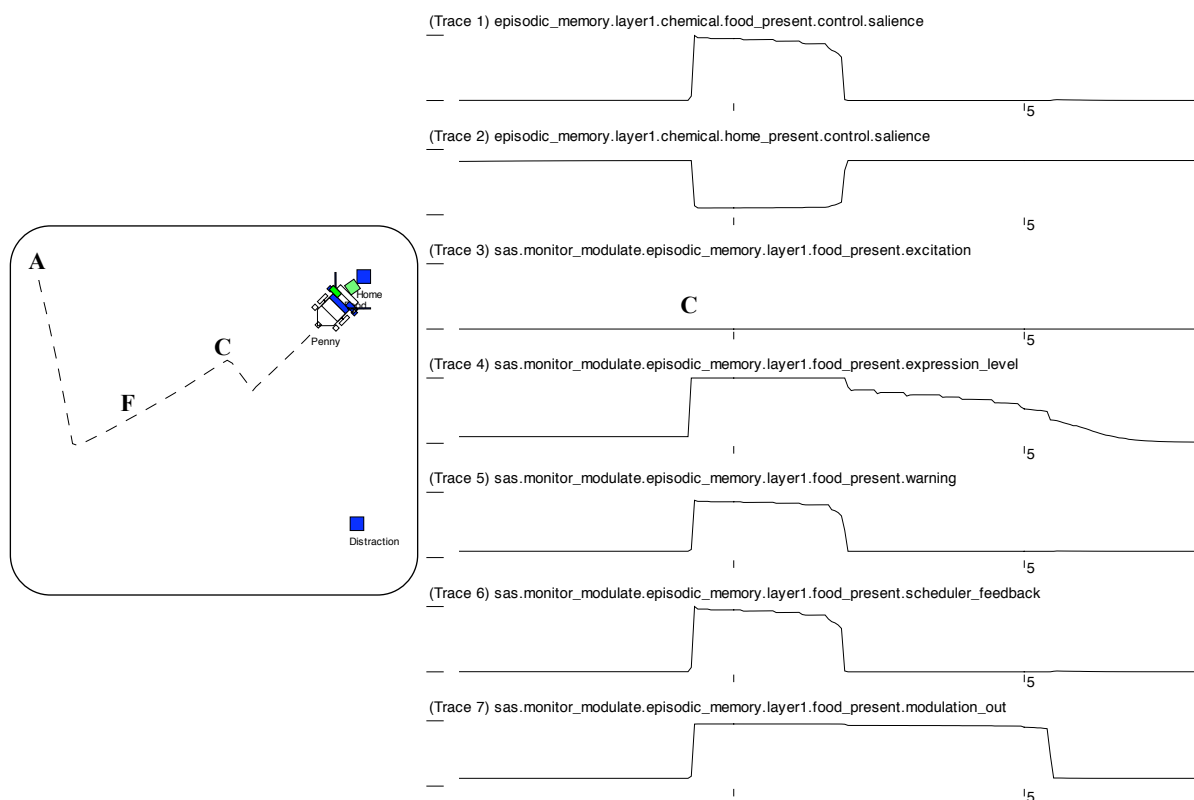 (Trace 1) episodic_memory.layer1.chemical.food_present.control.salience
5
(Trace 2) episodic_memory.layer1.chemical.home_present.control.salience
5
(Trace 3) sas.monitor_modulate.episodic_memory.layer1.food_present.excitation
C
5
(Trace 4) sas.monitor_modulate.episodic_memory.layer1.food_present.expression_level
5
(Trace 5) sas.monitor_modulate.episodic_memory.layer1.food_present.warning
5
(Trace 6) sas.monitor_modulate.episodic_memory.layer1.food_present.scheduler_feedback
5
(Trace 7) sas.monitor_modulate.episodic_memory.layer1.food_present.modulation_out
5
A
Home
Penny
C
F
Distraction